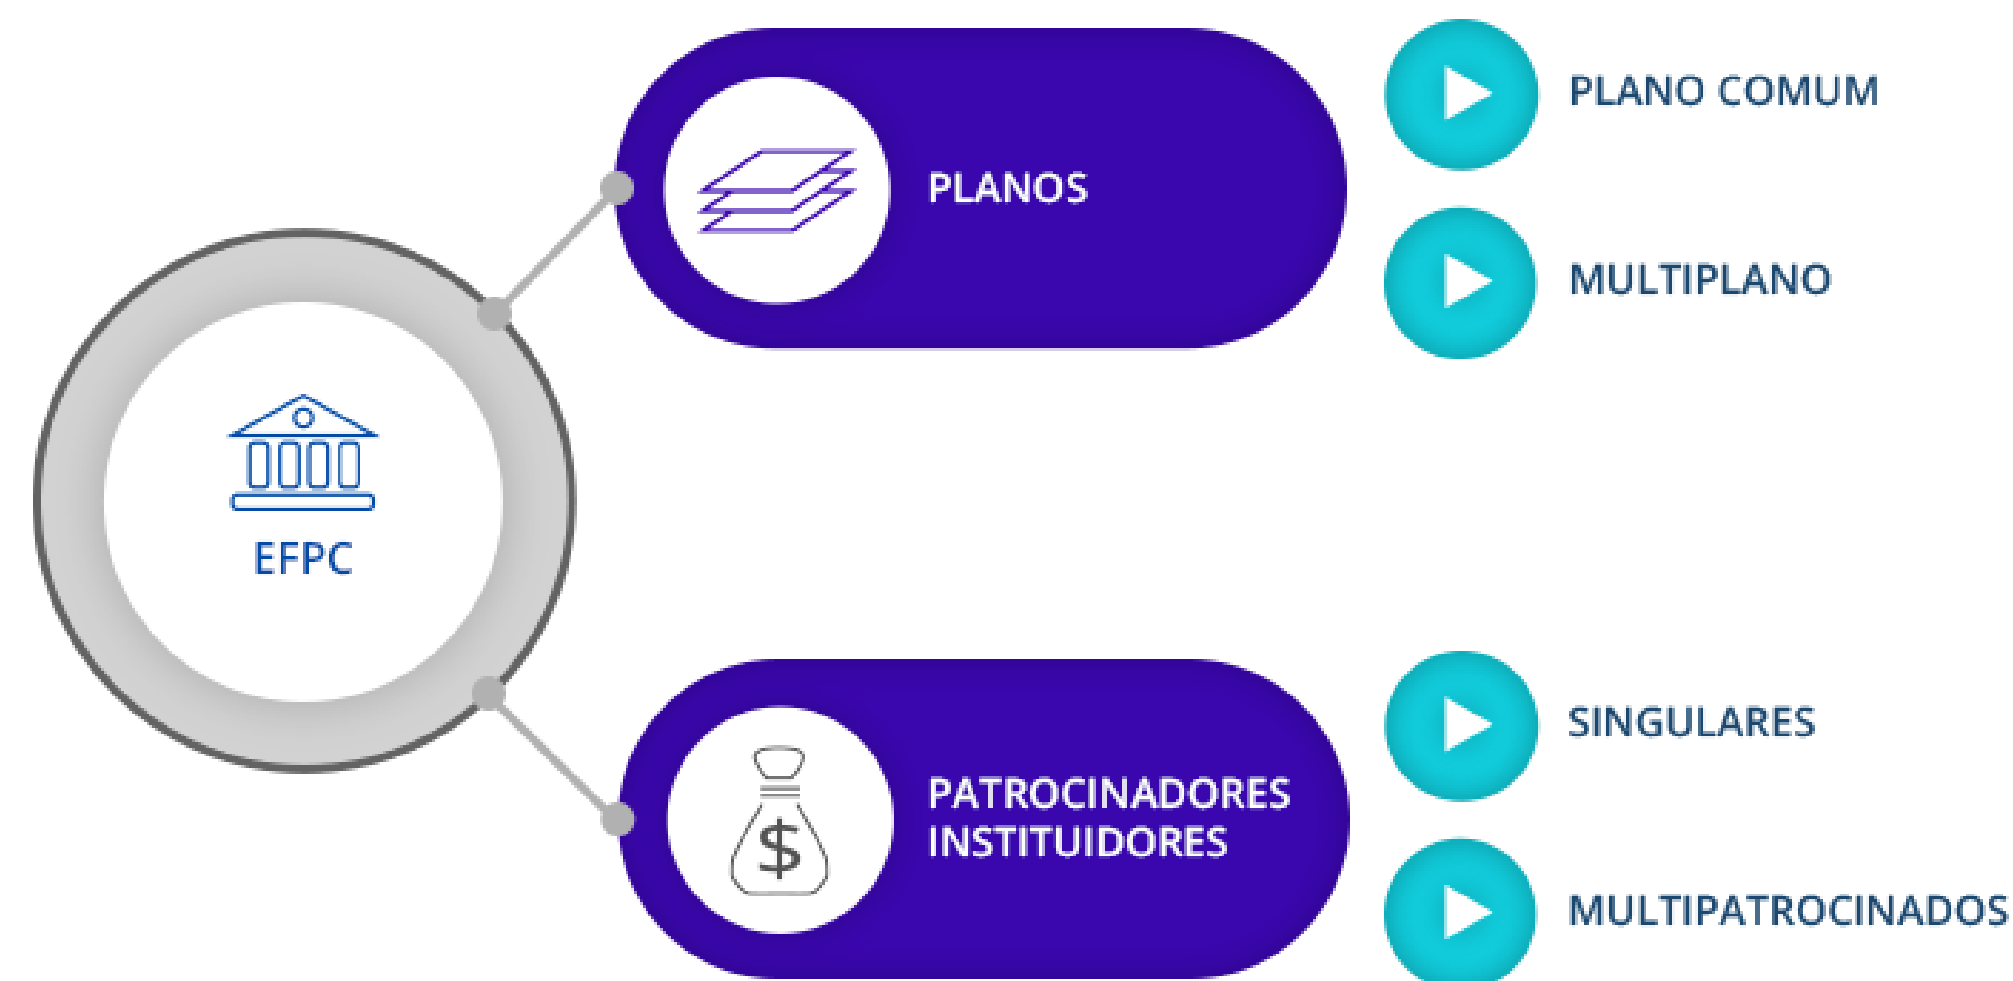 EFPC
PLANOS
PLANO COMUM
MULTIPLANO
$
PATROCINADORES
INSTITUIDORES
SINGULARES
MULTIPATROCINADOS